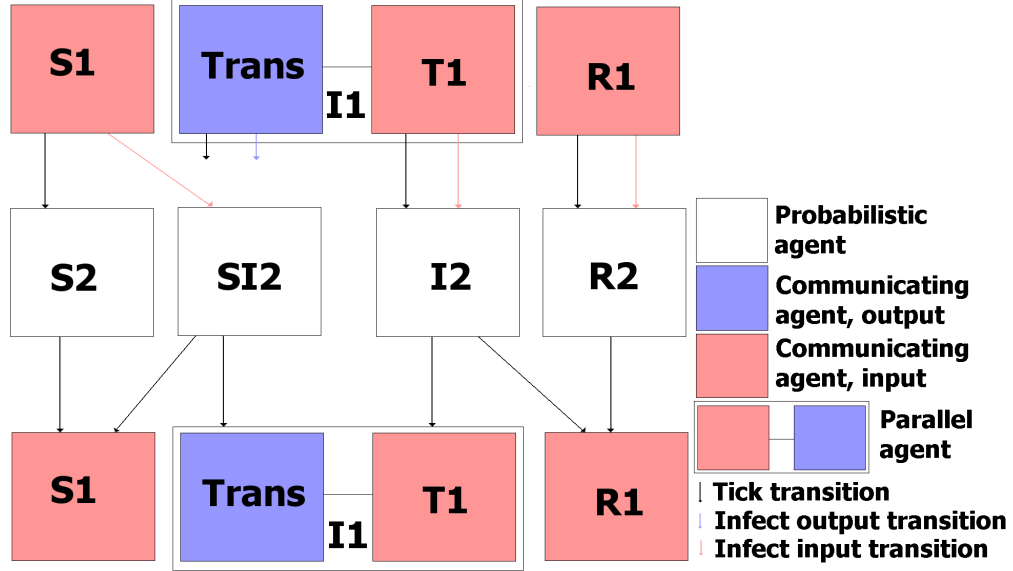 S1
Trans
T1
I1
R1
S2
SI2
I2
R2
Probabilistic
agent
Communicating
agent, output
Communicating
agent, input
Parallel
agent
S1
Trans
T1
I1
R1
Tick transition
Infect output transition
Infect input transition